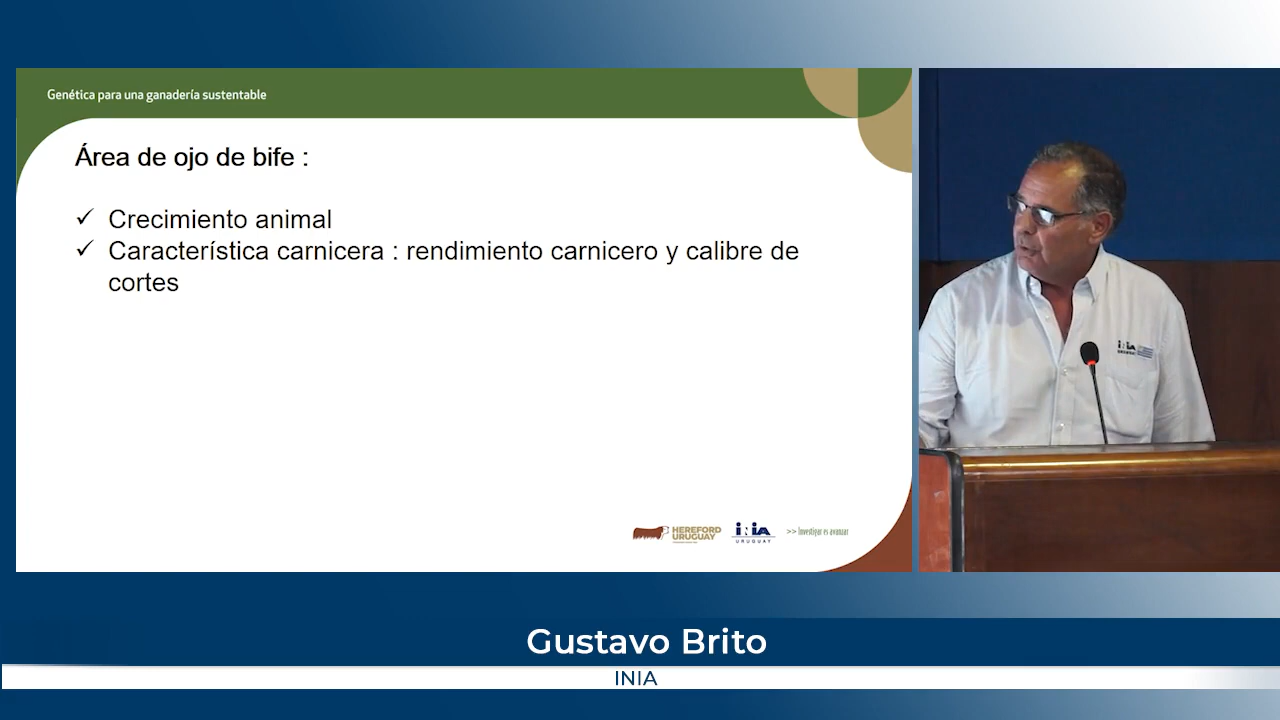 Genética para una ganadería sustentable
Área de ojo de bife :
✓ Crecimiento animal
✓ Característica carnicera : rendimiento carnicero y calibre de
cortes
HEREFORD
URUGUAY
INIA
URUGUAY
>> Investigar es avanzar
INIA
Gustavo Brito
INIA